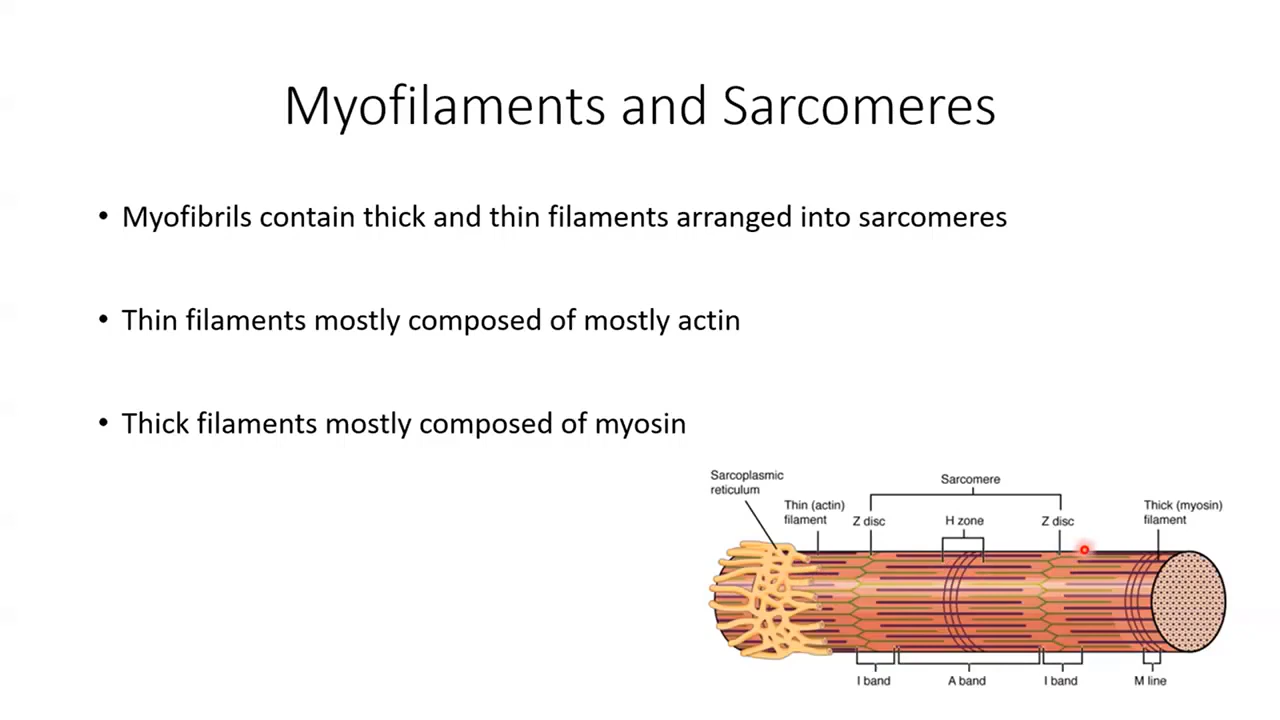 Myofilaments and Sarcomeres
• Myofibrils contain thick and thin filaments arranged into sarcomeres
• Thin filaments mostly composed of mostly actin
• Thick filaments mostly composed of myosin
Sarcoplasmic
reticulum
Thin (actin)
filament
Z disc
Sarcomere
H zone
Z disc
Thick (myosin)
filament
I band
A band
I band
M line